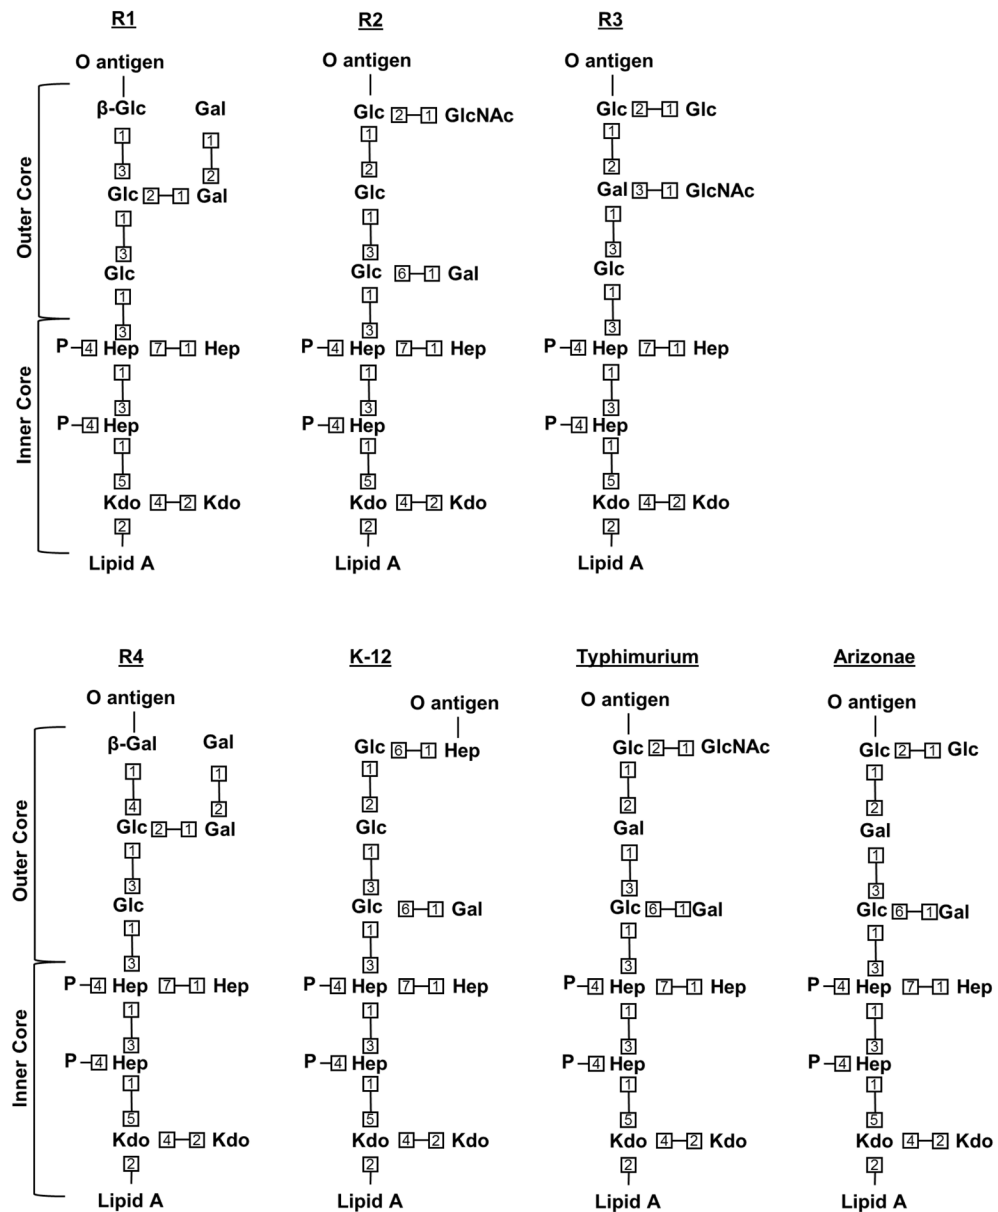 R1 R2 R3
O antigen O antigen O antigen
β-Glc Gal Glc 2 1 GlcNAc Glc 2 1 Glc
1 1 1 1
3 2 2 2
Glc 2 1 Gal Glc Gal 3 1 GlcNAc
1 1 1
3 3 3
Glc Glc 6 1 Gal Glc
1 1 1
3 3 3
P 4 Hep 7 1 Hep P 4 Hep 7 1 Hep P 4 Hep 7 1 Hep
1 1 1
3 3 3
P 4 Hep P 4 Hep P 4 Hep
1 1 1
5 5 5
Kdo 4 2 Kdo Kdo 4 2 Kdo Kdo 4 2 Kdo
2 2 2
Lipid A Lipid A Lipid A
Outer Core
Inner Core
R4 K-12 Typhimurium Arizonae
O antigen O antigen O antigen O antigen
β-Gal Gal Glc 6 1 Hep Glc 2 1 GlcNAc Glc 2 1 Glc
1 1 1 1 1
4 2 2 2 2
Glc 2 1 Gal Glc Gal Gal
1 1 1 1
3 3 3 3
Glc Glc 6 1 Gal Glc 6 1 Gal Glc 6 1 Gal
1 1 1 1
3 3 3 3
P 4 Hep 7 1 Hep P 4 Hep 7 1 Hep P 4 Hep 7 1 Hep P 4 Hep 7 1 Hep
1 1 1 1
3 3 3 3
P 4 Hep P 4 Hep P 4 Hep P 4 Hep
1 1 1 1
5 5 5 5
Kdo 4 2 Kdo Kdo 4 2 Kdo Kdo 4 2 Kdo Kdo 4 2 Kdo
2 2 2 2
Lipid A Lipid A Lipid A Lipid A
Outer Core
Inner Core